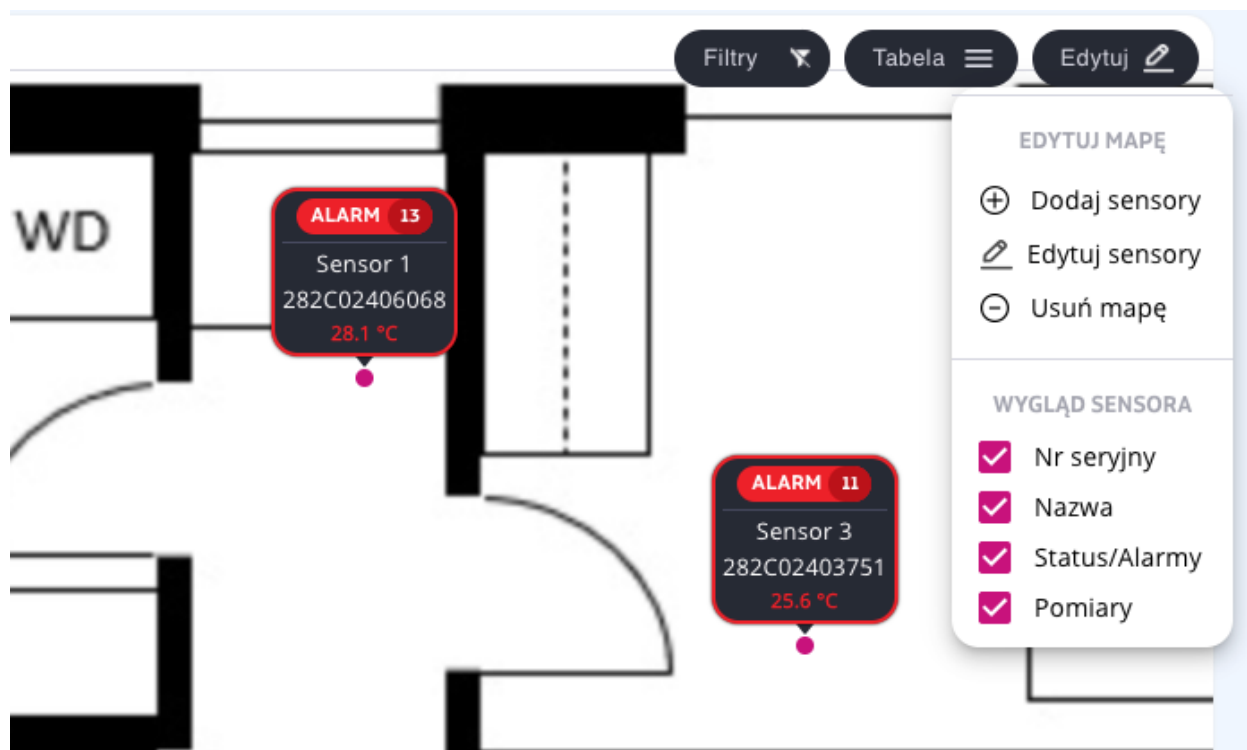 Filtry
Tabela
Edytuj
EDYTUJ MAPĘ
Dodaj sensory
Edytuj sensory
Usuń mapę
WYGLĄD SENSORA
Nr seryjny
Nazwa
Status/Alarmy
Pomiary
WD
ALARM 13
Sensor 1
282C02406068
28.1 °C
ALARM 11
Sensor 3
282C02403751
25.6 °C